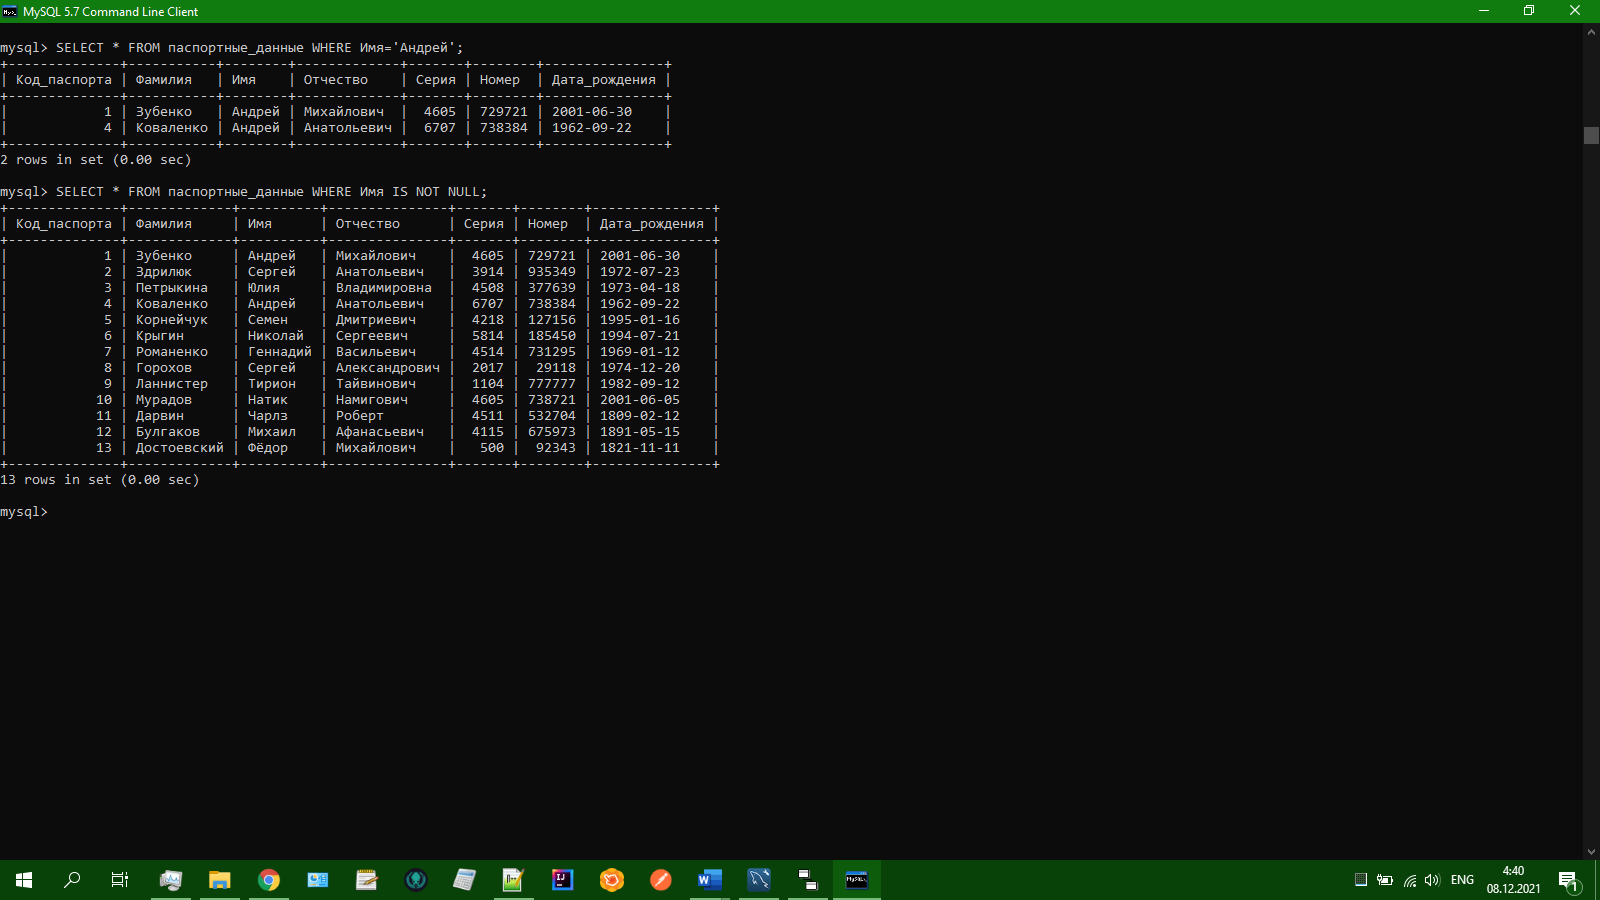 MySQL 5.7 Command Line Client
mysql> SELECT * FROM паспортные_данные WHERE Имя='Андрей';
+--------------+-----------+--------+-------------+-------+--------+---------------+
| Код_паспорта | Фамилия   | Имя    | Отчество    | Серия | Номер  | Дата_рождения |
+--------------+-----------+--------+-------------+-------+--------+---------------+
|            1 | Зубенко   | Андрей | Михайлович  |  4605 | 729721 | 2001-06-30    |
|            4 | Коваленко | Андрей | Анатольевич |  6707 | 738384 | 1962-09-22    |
+--------------+-----------+--------+-------------+-------+--------+---------------+
2 rows in set (0.00 sec)
mysql> SELECT * FROM паспортные_данные WHERE Имя IS NOT NULL;
+--------------+-------------+----------+---------------+-------+--------+---------------+
| Код_паспорта | Фамилия     | Имя      | Отчество      | Серия | Номер  | Дата_рождения |
+--------------+-------------+----------+---------------+-------+--------+---------------+
|            1 | Зубенко     | Андрей   | Михайлович    |  4605 | 729721 | 2001-06-30    |
|            2 | Здрилюк     | Сергей   | Анатольевич   |  3914 | 935349 | 1972-07-23    |
|            3 | Петрыкина   | Юлия     | Владимировна  |  4508 | 377639 | 1973-04-18    |
|            4 | Коваленко   | Андрей   | Анатольевич   |  6707 | 738384 | 1962-09-22    |
|            5 | Корнейчук   | Семен    | Дмитриевич    |  4218 | 127156 | 1995-01-16    |
|            6 | Крыгин      | Николай  | Сергеевич     |  5814 | 185450 | 1994-07-21    |
|            7 | Романенко   | Геннадий | Васильевич    |  4514 | 731295 | 1969-01-12    |
|            8 | Горохов     | Сергей   | Александрович |  2017 |  29118 | 1974-12-20    |
|            9 | Ланнистер   | Тирион   | Тайвинович    |  1104 | 777777 | 1982-09-12    |
|           10 | Мурадов     | Натик    | Намигович     |  4605 | 738721 | 2001-06-05    |
|           11 | Дарвин      | Чарлз    | Роберт        |  4511 | 532704 | 1809-02-12    |
|           12 | Булгаков    | Михаил   | Афанасьевич   |  4115 | 675973 | 1891-05-15    |
|           13 | Достоевский | Фёдор    | Михайлович    |   500 |  92343 | 1821-11-11    |
+--------------+-------------+----------+---------------+-------+--------+---------------+
13 rows in set (0.00 sec)
mysql>
ENG
4:40
08.12.2021
1